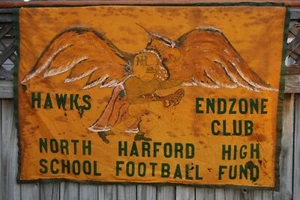 HAWKS ENDZONE
CLUB
NORTH HARFORD HIGH
SCHOOL FOOTBALL FUND